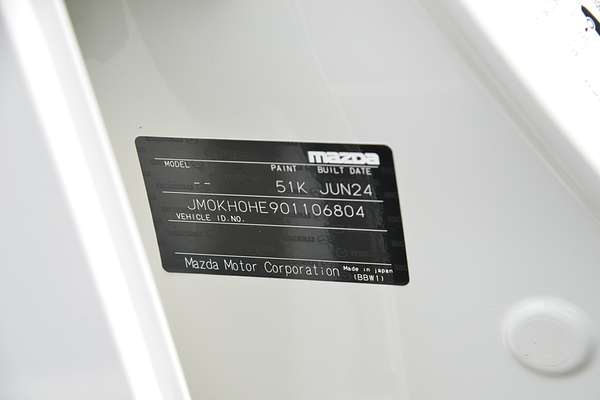 mazda
MODEL PAINT BUILT DATE
-- 51K JUN24
JM0KH0HE901106804
VEHICLE ID.NO.
Mazda Motor Corporation Made in japan
(BBW1)